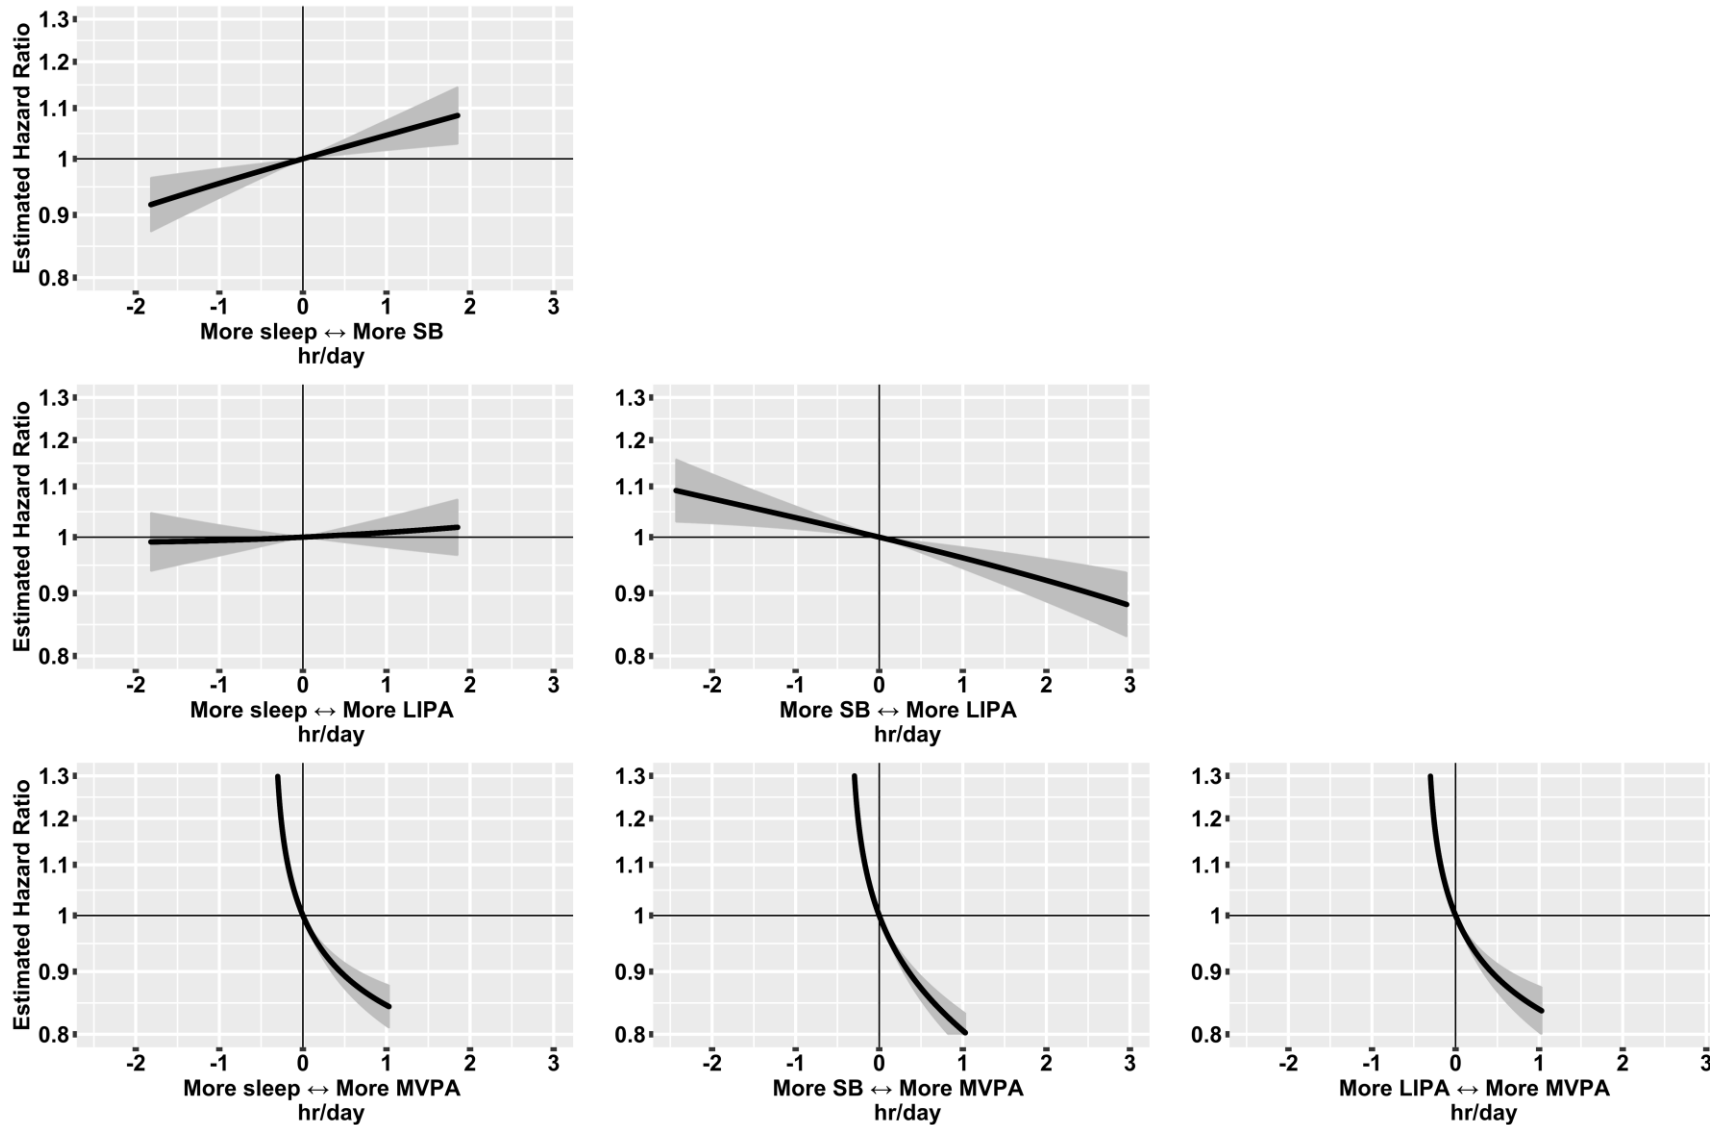 Estimated Hazard Ratio
1.3
1.2
1.1
1
0.9
0.8
-2 -1 0 1 2 3
More sleep ↔ More SB
hr/day
Estimated Hazard Ratio
1.3
1.2
1.1
1
0.9
0.8
-2 -1 0 1 2 3
More sleep ↔ More LIPA
hr/day
1.3
1.2
1.1
1
0.9
0.8
-2 -1 0 1 2 3
More SB ↔ More LIPA
hr/day
Estimated Hazard Ratio
1.3
1.2
1.1
1
0.9
0.8
-2 -1 0 1 2 3
More sleep ↔ More MVPA
hr/day
1.3
1.2
1.1
1
0.9
0.8
-2 -1 0 1 2 3
More SB ↔ More MVPA
hr/day
1.3
1.2
1.1
1
0.9
0.8
-2 -1 0 1 2 3
More LIPA ↔ More MVPA
hr/day